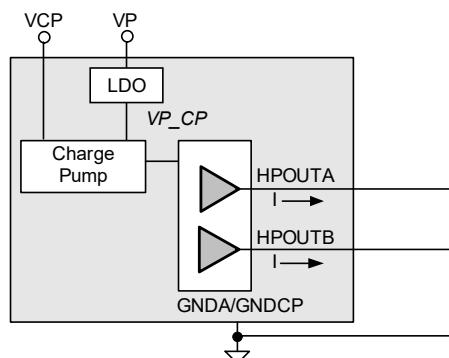 VCP
VP
LDO
VP_CP
Charge
Pump
HPOUTA
I
HPOUTB
I
GNDA/GNDCP